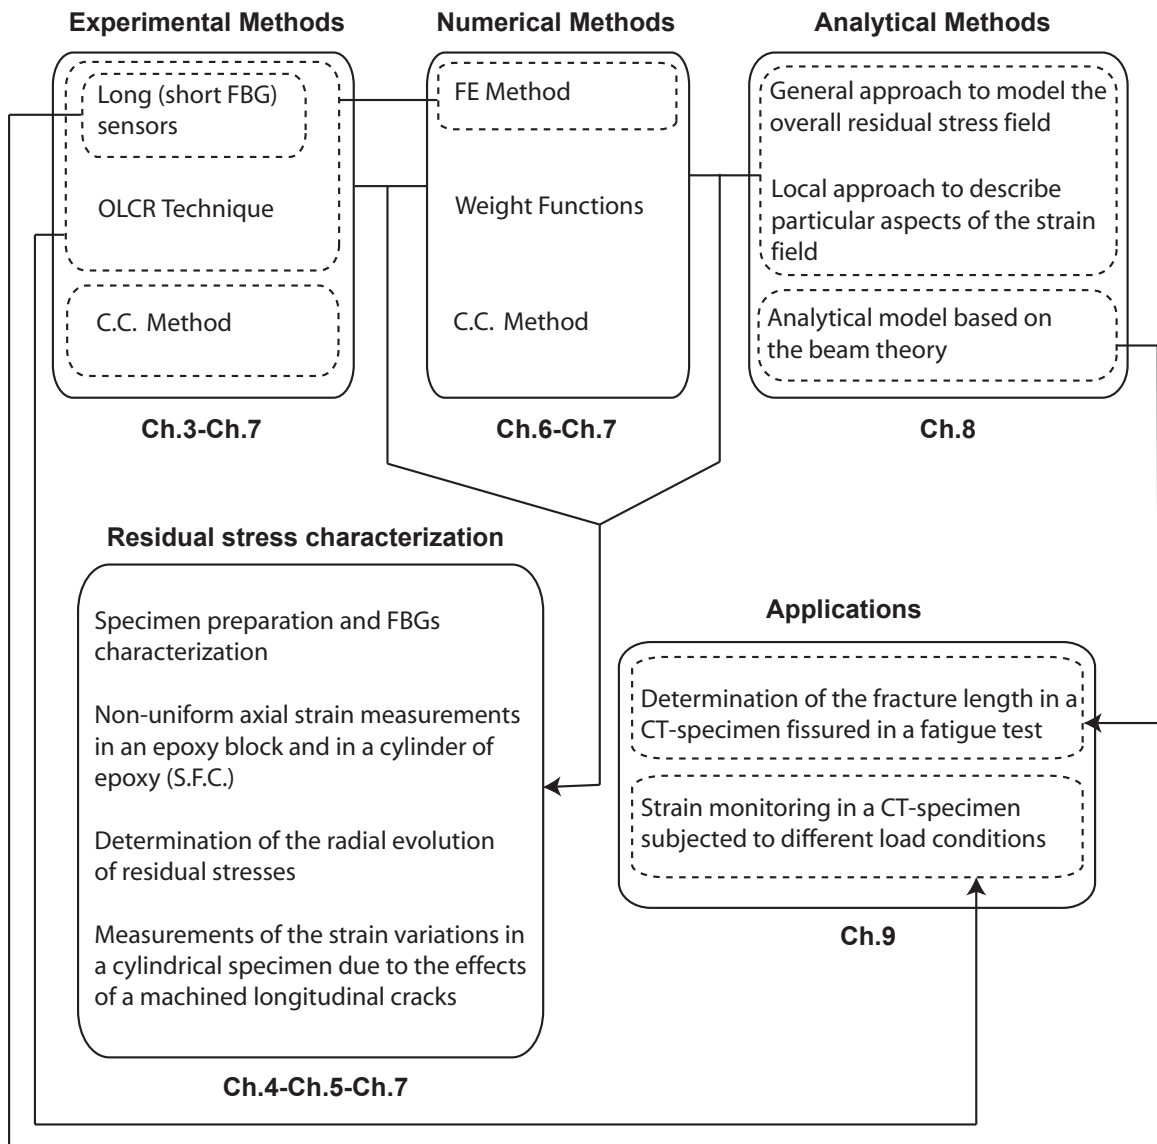 Experimental Methods
Long (short FBG)
sensors
OLCR Technique
C.C. Method
Ch.3-Ch.7
Numerical Methods
FE Method
Weight Functions
C.C. Method
Ch.6-Ch.7
Analytical Methods
General approach to model the
overall residual stress field
Local approach to describe
particular aspects of the strain
field
Analytical model based on
the beam theory
Ch.8
Residual stress characterization
Specimen preparation and FBGs
characterization
Non-uniform axial strain measurements
in an epoxy block and in a cylinder of
epoxy (S.F.C.)
Determination of the radial evolution
of residual stresses
Measurements of the strain variations in
a cylindrical specimen due to the effects
of a machined longitudinal cracks
Ch.4-Ch.5-Ch.7
Applications
Determination of the fracture length in a
CT-specimen fissured in a fatigue test
Strain monitoring in a CT-specimen
subjected to different load conditions
Ch.9